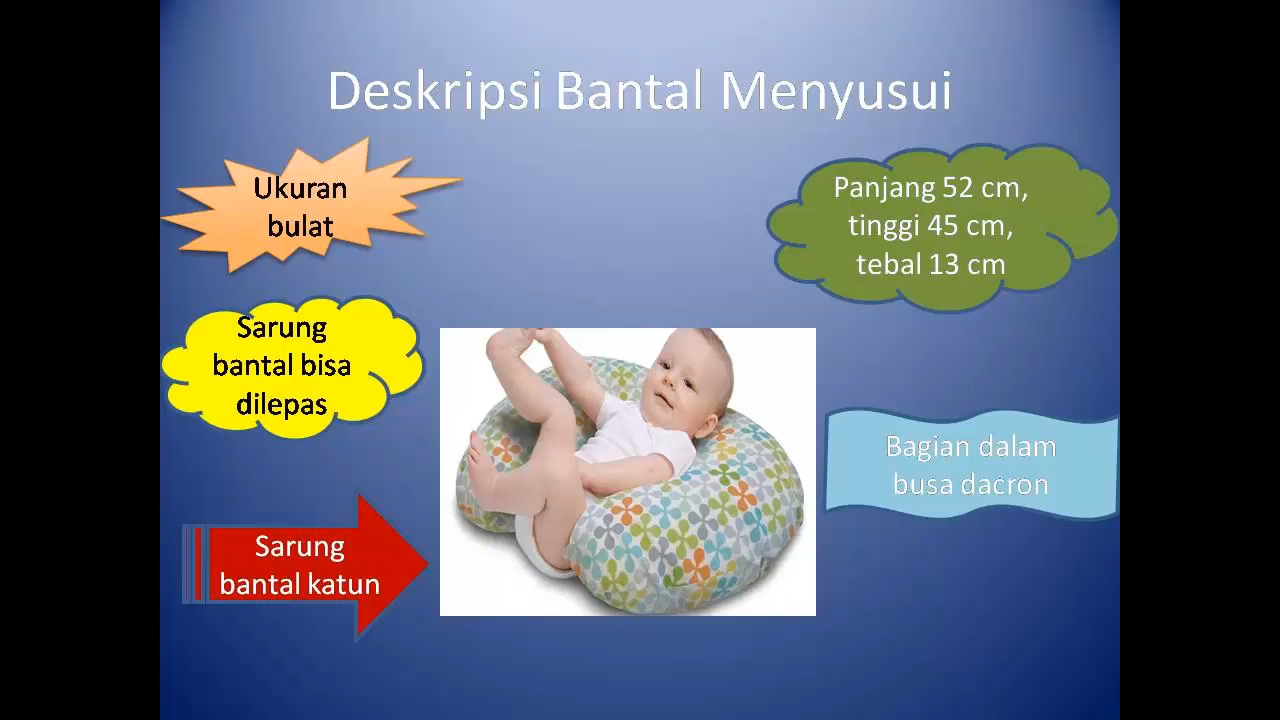 Deskripsi Bantal Menyusui
Ukuran
bulat
Panjang 52 cm,
tinggi 45 cm,
tebal 13 cm
Sarung
bantal bisa
dilepas
Bagian dalam
busa dacron
Sarung
bantal katun